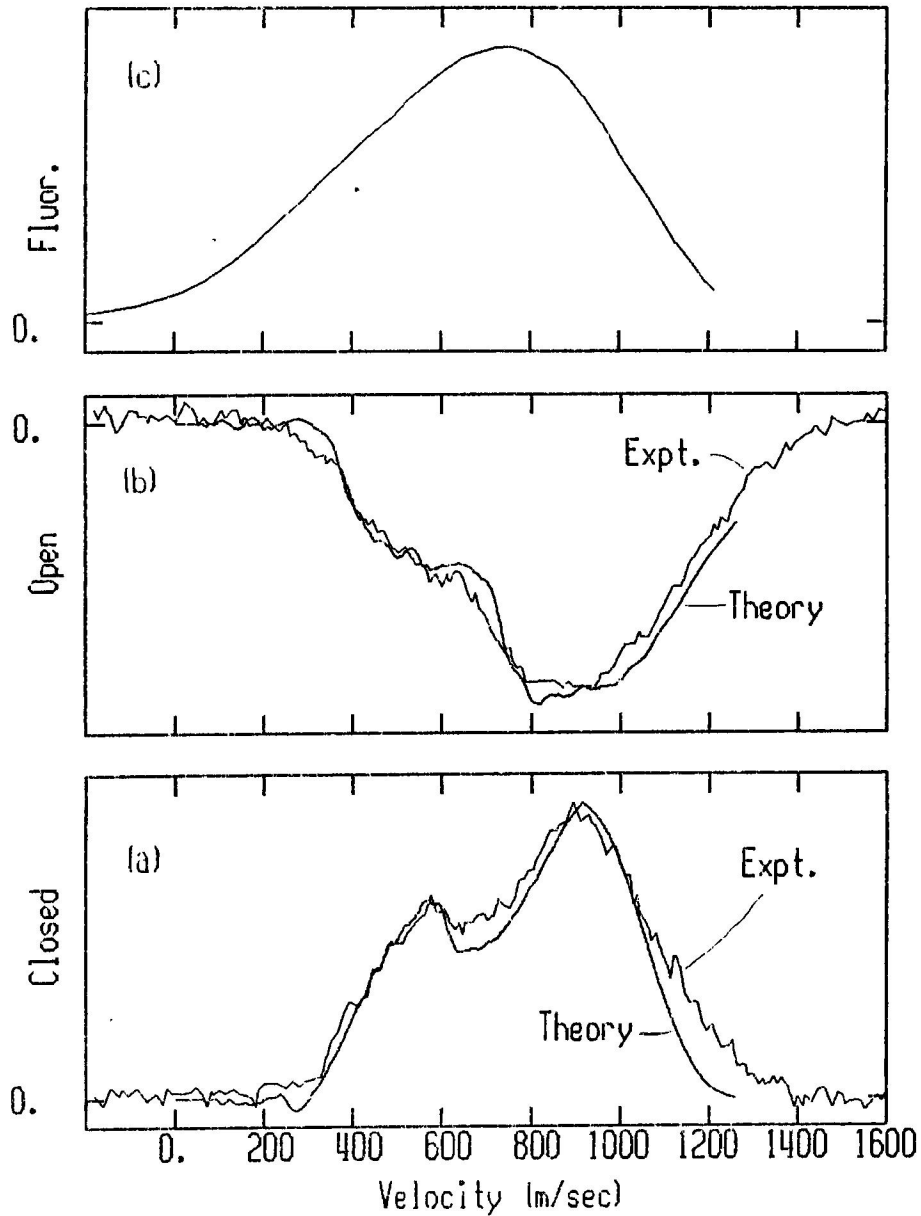 (c)
Fluor.
0.
0.
Expt.
(b)
Open
Theory
(a)
Expt.
Closed
Theory
0.
0. 200 400 600 800 1000 1200 1400 1600
Velocity (m/sec)